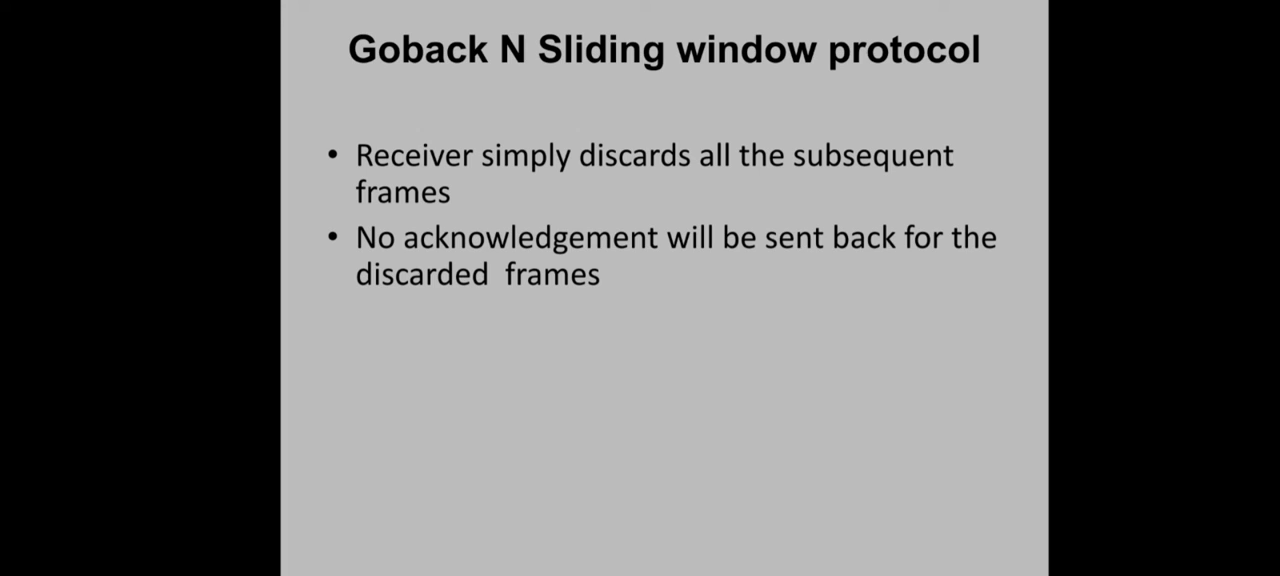 Goback N Sliding window protocol
• Receiver simply discards all the subsequent
frames
• No acknowledgement will be sent back for the
discarded  frames